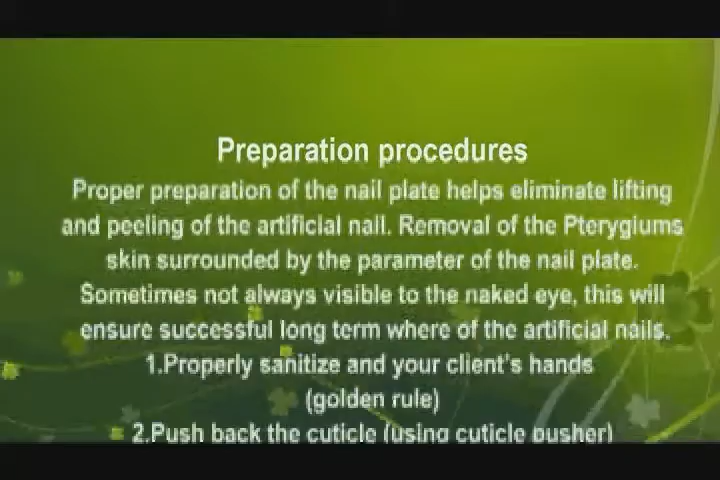 Preparation procedures
Proper preparation of the nail plate helps eliminate lifting
and peeling of the artificial nail. Removal of the Pterygiums
skin surrounded by the parameter of the nail plate.
Sometimes not always visible to the naked eye, this will
ensure successful long term where of the artificial nails.
1.Properly sanitize and your client's hands
(golden rule)
2.Push back the cuticle (using cuticle pusher)